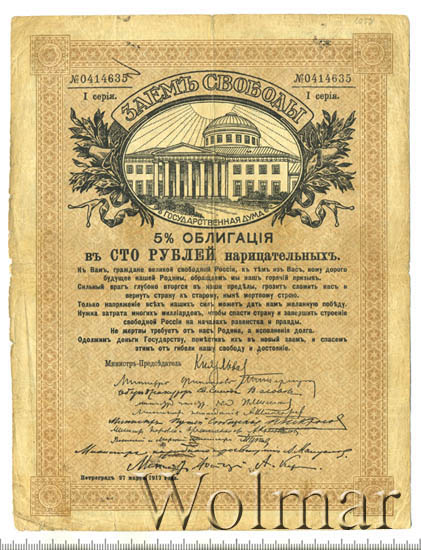 №0414635
№0414635
I серія.
I серія.
ЗАЕМЪ СВОБОДЫ
ГОСУДАРСТВЕННАЯ ДУМА
5% ОБЛИГАЦІЯ
въ СТО РУБЛЕЙ нарицательныхъ.
Къ Вамъ, граждане великой свободной Россіи, къ тѣмъ изъ Васъ, кому дорого
будущее нашей Родины, обращаемъ мы нашъ горячій призывъ.
Сильный врагъ глубоко вторгся въ наши предѣлы, грозитъ сломить насъ и
вернуть страну къ старому, нынѣ мертвому строю.
Только напряженіе всѣхъ нашихъ силъ можетъ дать намъ желанную побѣду.
Нужна затрата многихъ милліардовъ, чтобы спасти страну и завершить строеніе
свободной Россіи на началахъ равенства и правды.
Не жертвы требуетъ отъ насъ Родина, а исполненія долга.
Одолжимъ деньги Государству, помѣстивъ ихъ въ новый заемъ, и спасемъ
этимъ отъ гибели нашу свободу и достояніе.
Министръ-Предсѣдатель Кн. Львовъ
Министръ финансовъ
Петроградъ 27 марта 1917 года.
Wolmar